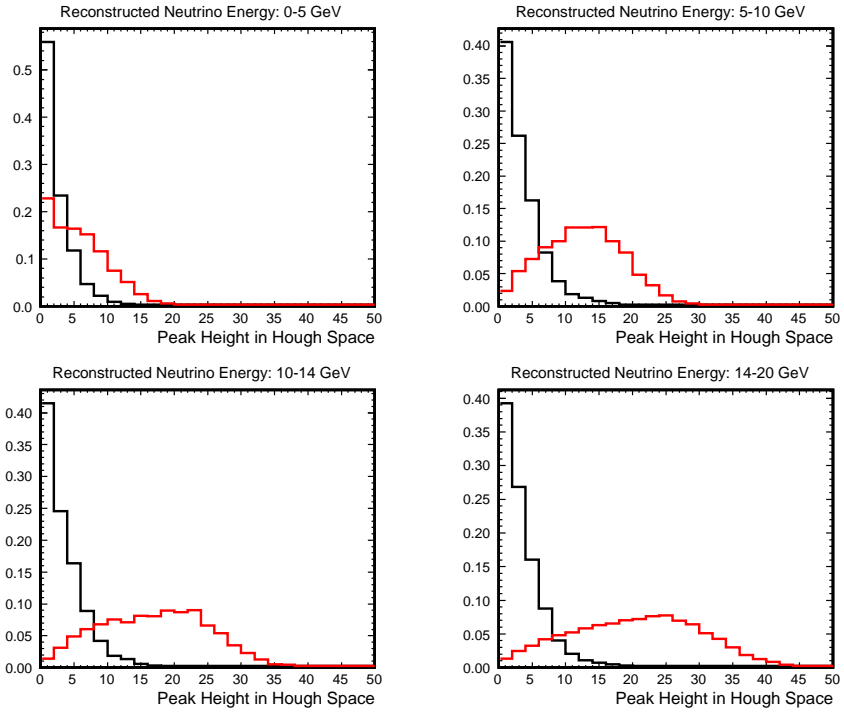 Reconstructed Neutrino Energy: 0-5 GeV
0.5
0.4
0.3
0.2
0.1
0.0
0 5 10 15 20 25 30 35 40 45 50
Peak Height in Hough Space
Reconstructed Neutrino Energy: 5-10 GeV
0.40
0.35
0.30
0.25
0.20
0.15
0.10
0.05
0.00
0 5 10 15 20 25 30 35 40 45 50
Peak Height in Hough Space
Reconstructed Neutrino Energy: 10-14 GeV
0.40
0.35
0.30
0.25
0.20
0.15
0.10
0.05
0.00
0 5 10 15 20 25 30 35 40 45 50
Peak Height in Hough Space
Reconstructed Neutrino Energy: 14-20 GeV
0.40
0.35
0.30
0.25
0.20
0.15
0.10
0.05
0.00
0 5 10 15 20 25 30 35 40 45 50
Peak Height in Hough Space